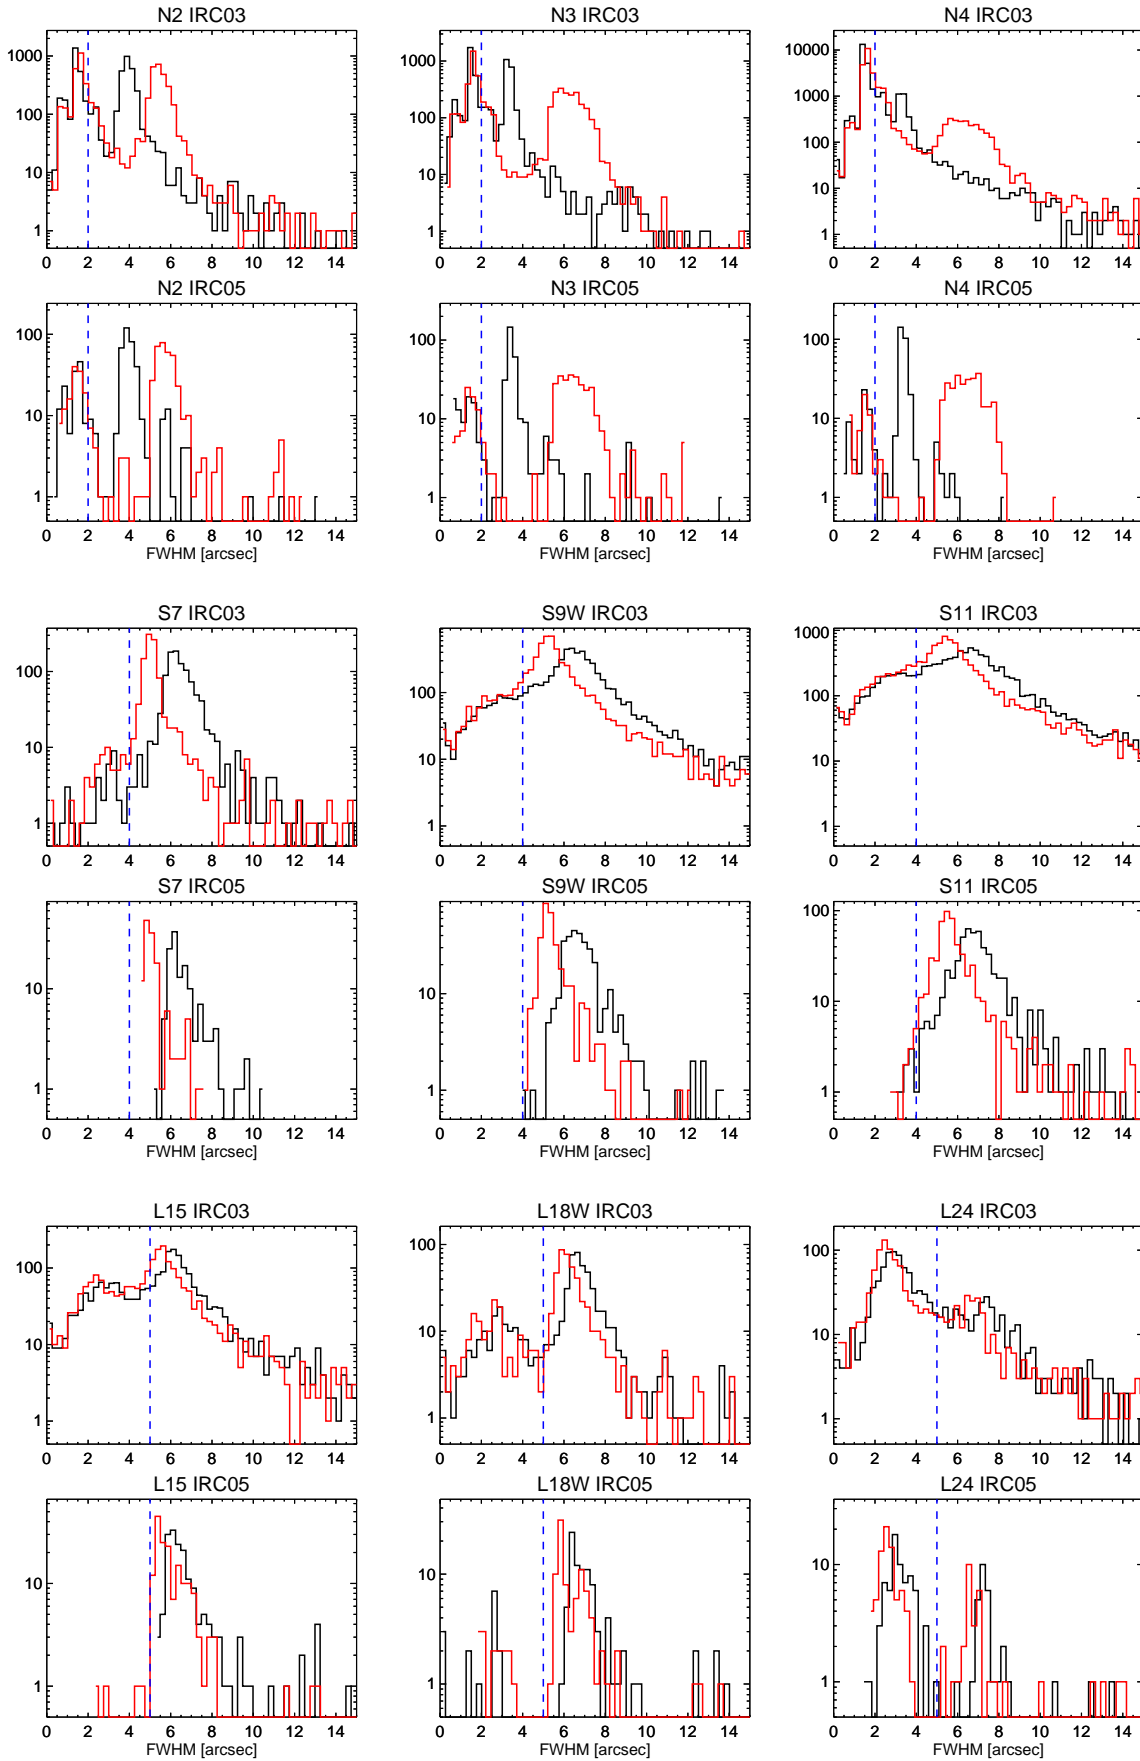 N2 IRC03 N3 IRC03 N4 IRC03
1000 1000 10000
100 100 1000
10 10 100
1 1 10
1
0 2 4 6 8 10 12 14 0 2 4 6 8 10 12 14 0 2 4 6 8 10 12 14
N2 IRC05 N3 IRC05 N4 IRC05
100 100 100
10 10 10
1 1 1
0 2 4 6 8 10 12 14 0 2 4 6 8 10 12 14 0 2 4 6 8 10 12 14
FWHM [arcsec] FWHM [arcsec] FWHM [arcsec]
S7 IRC03 S9W IRC03 S11 IRC03
100 100 1000
10 10 100
1 1 10
1
0 2 4 6 8 10 12 14 0 2 4 6 8 10 12 14 0 2 4 6 8 10 12 14
S7 IRC05 S9W IRC05 S11 IRC05
10 10 100
1 1 10
1
0 2 4 6 8 10 12 14 0 2 4 6 8 10 12 14 0 2 4 6 8 10 12 14
FWHM [arcsec] FWHM [arcsec] FWHM [arcsec]
L15 IRC03 L18W IRC03 L24 IRC03
100 100 100
10 10 10
1 1 1
0 2 4 6 8 10 12 14 0 2 4 6 8 10 12 14 0 2 4 6 8 10 12 14
L15 IRC05 L18W IRC05 L24 IRC05
10 10 10
1 1 1
0 2 4 6 8 10 12 14 0 2 4 6 8 10 12 14 0 2 4 6 8 10 12 14
FWHM [arcsec] FWHM [arcsec] FWHM [arcsec]